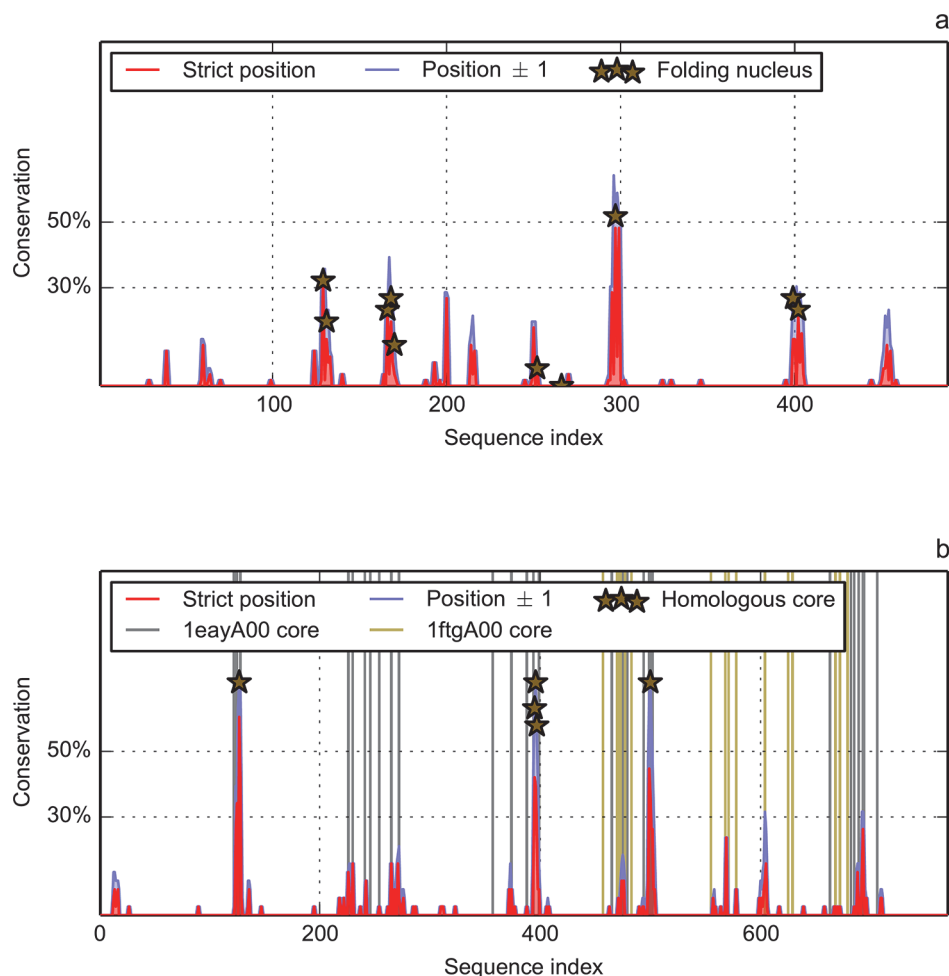 a
Strict position
Position ± 1
Folding nucleus
Conservation
50%
30%
100
200
300
400
Sequence index
b
Strict position
Position ± 1
Homologous core
1eayA00 core
1ftgA00 core
Conservation
50%
30%
0
200
400
600
Sequence index